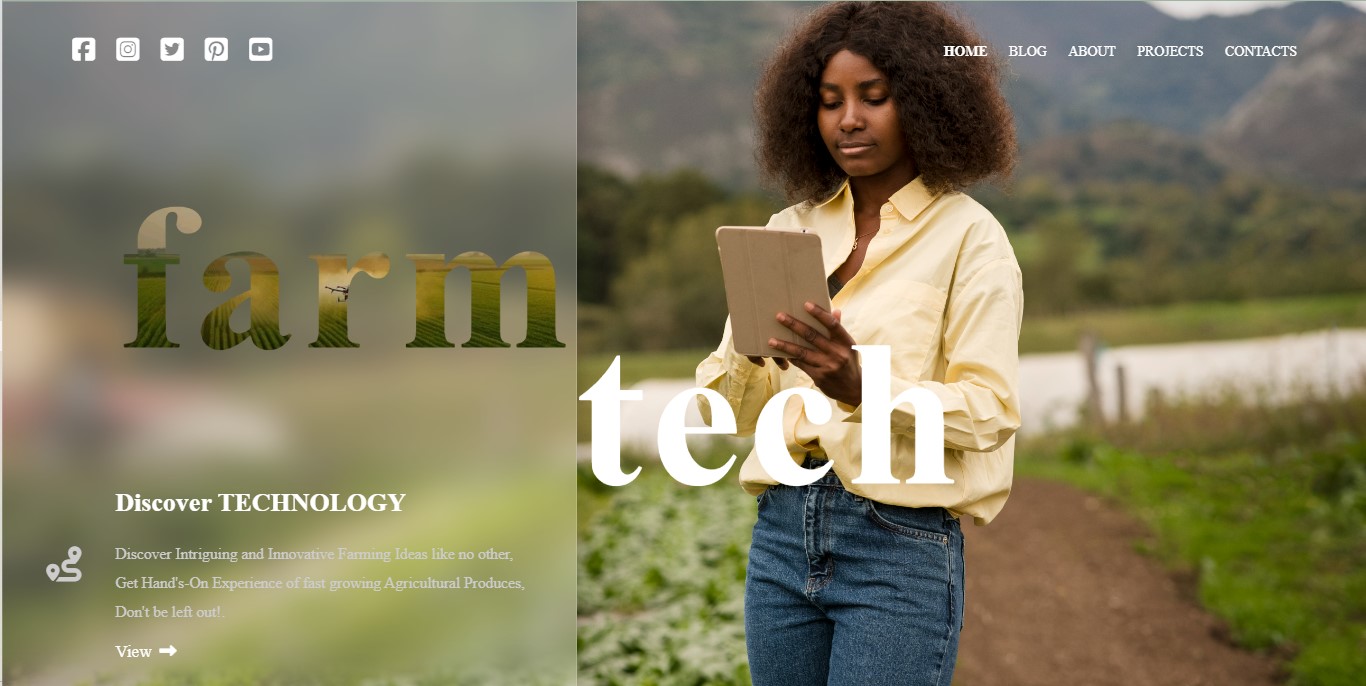 HOME BLOG ABOUT PROJECTS CONTACTS
farm
tech
Discover TECHNOLOGY
Discover Intriguing and Innovative Farming Ideas like no other,
Get Hand's-On Experience of fast growing Agricultural Produces,
Don't be left out!.
View